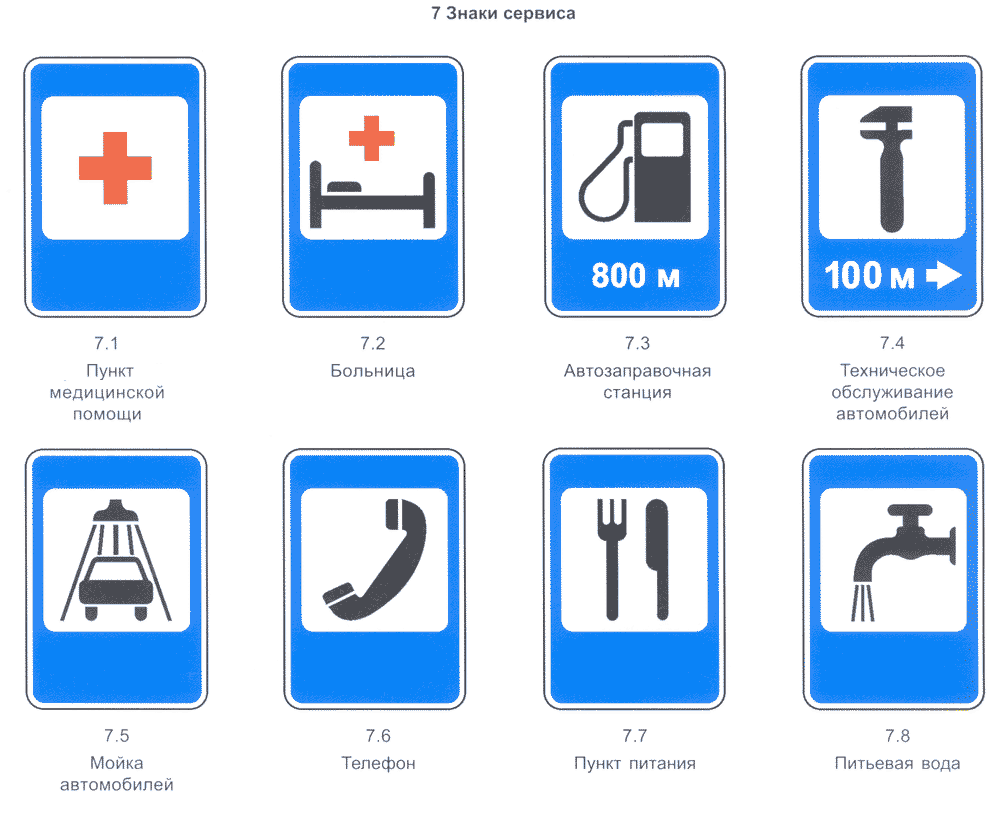 7 Знаки сервиса
800 м
100 м
7.1
7.2
7.3
7.4
Пункт
медицинской
помощи
Больница
Автозаправочная
станция
Техническое
обслуживание
автомобилей
7.5
7.6
7.7
7.8
Мойка
автомобилей
Телефон
Пункт питания
Питьевая вода